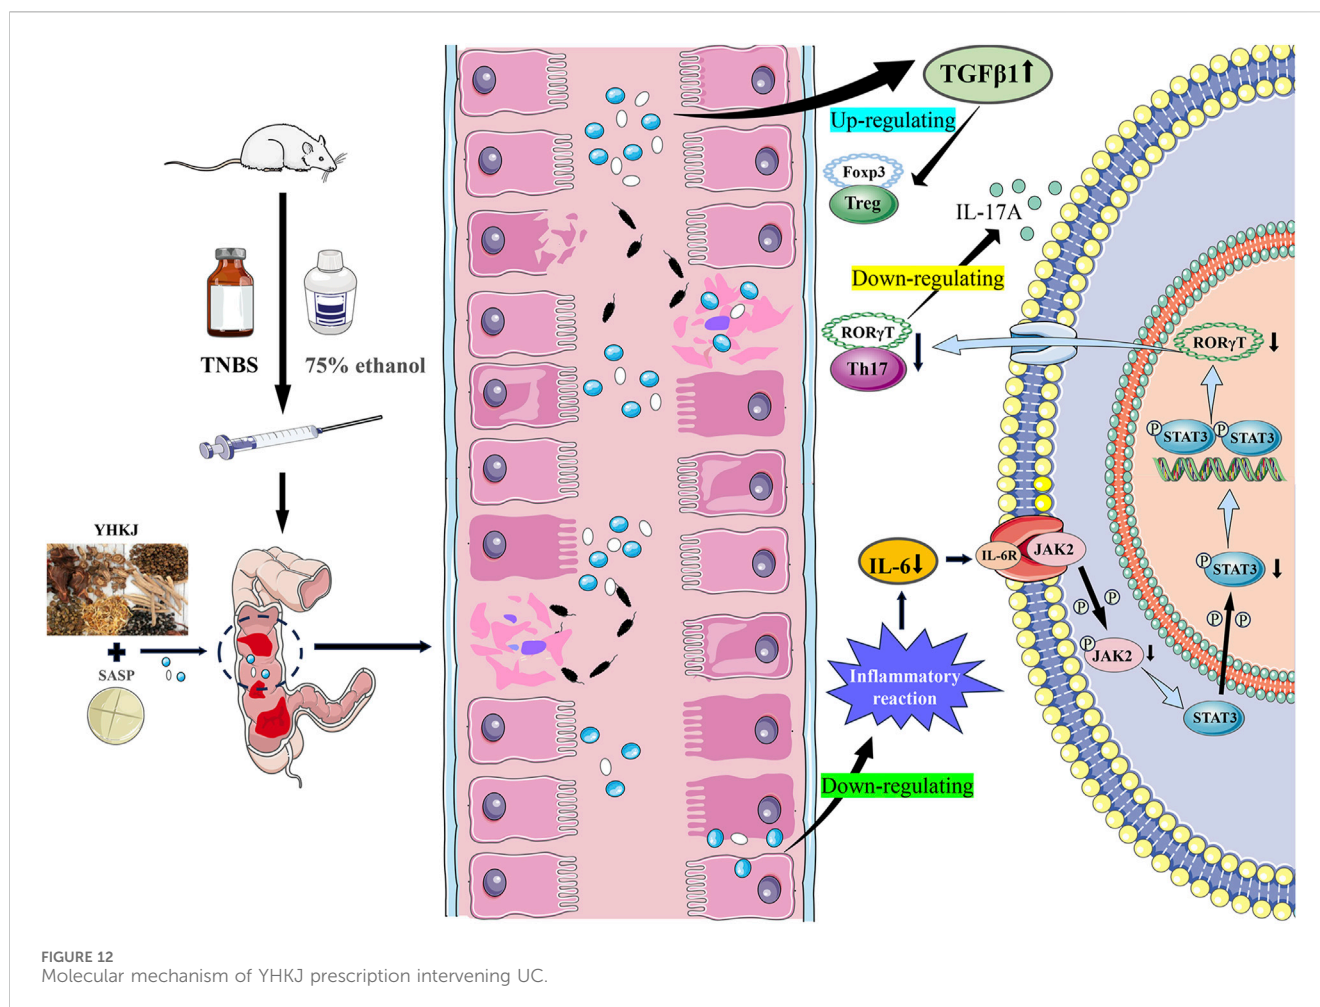 TGFβ1
Up-regulating
Foxp3
Treg
IL-17A
Down-regulating
RORγT
Th17
RORγT
TNBS
75% ethanol
P
STAT3
P
STAT3
YHKJ
SASP
IL-6
IL-6R
JAK2
P
STAT3
P
P
P
P
P
JAK2
STAT3
Inflammatory
reaction
Down-regulating
FIGURE 12
Molecular mechanism of YHKJ prescription intervening UC.